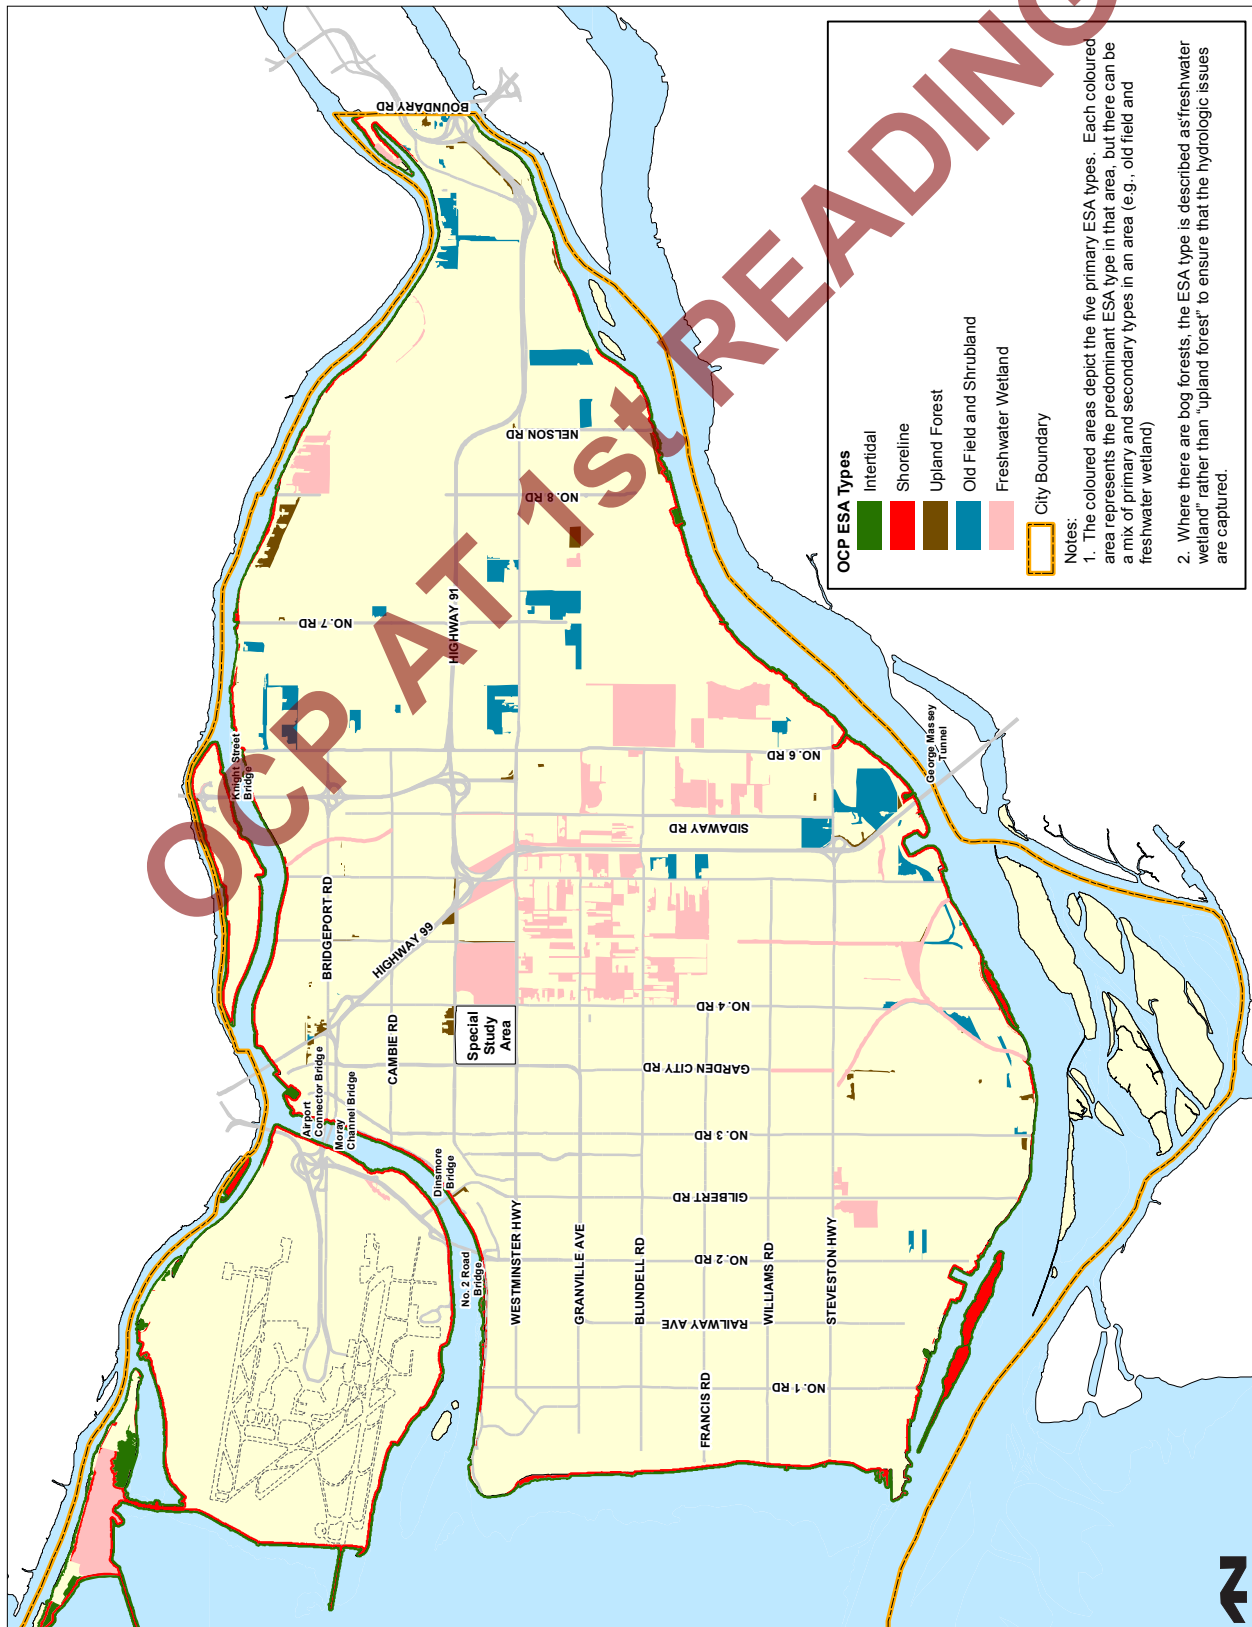 OCP AT 1st READING
BOUNDARY RD
NELSON RD
NO. 8 RD
HIGHWAY 91
NO. 7 RD
Knight Street
Bridge
NO. 6 RD
George Massey
Tunnel
SIDAWAY RD
BRIDGEPORT RD
HIGHWAY 99
NO. 4 RD
CAMBIE RD
Special
Study
Area
GARDEN CITY RD
Airport
Connector Bridge
Moray
Channel Bridge
NO. 3 RD
Dinsmore
Bridge
GILBERT RD
No. 2 Road
Bridge
WESTMINSTER HWY
GRANVILLE AVE
BLUNDELL RD
NO. 2 RD
WILLIAMS RD
STEVESTON HWY
RAILWAY AVE
FRANCIS RD
NO. 1 RD
OCP ESA Types
Intertidal
Shoreline
Upland Forest
Old Field and Shrubland
Freshwater Wetland
City Boundary
Notes:
1. The coloured areas depict the five primary ESA types. Each coloured
area represents the predominant ESA type in that area, but there can be
a mix of primary and secondary types in an area (e.g., old field and
freshwater wetland)
2. Where there are bog forests, the ESA type is described as"freshwater
wetland" rather than "upland forest" to ensure that the hydrologic issues
are captured.
N